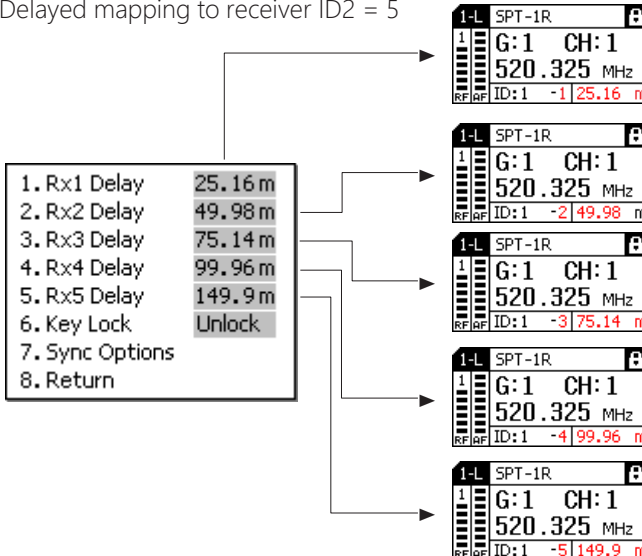 Delayed mapping to receiver ID2 = 5
1. Rx1 Delay 25.16 m
2. Rx2 Delay 49.98 m
3. Rx3 Delay 75.14 m
4. Rx4 Delay 99.96 m
5. Rx5 Delay 149.9 m
6. Key Lock Unlock
7. Sync Options
8. Return
1-L SPT-1R
1 G:1 CH:1
520.325 MHz
RF AF ID:1 -1 25.16 m
1-L SPT-1R
1 G:1 CH:1
520.325 MHz
RF AF ID:1 -2 49.98 m
1-L SPT-1R
1 G:1 CH:1
520.325 MHz
RF AF ID:1 -3 75.14 m
1-L SPT-1R
1 G:1 CH:1
520.325 MHz
RF AF ID:1 -4 99.96 m
1-L SPT-1R
1 G:1 CH:1
520.325 MHz
RF AF ID:1 -5 149.9 m